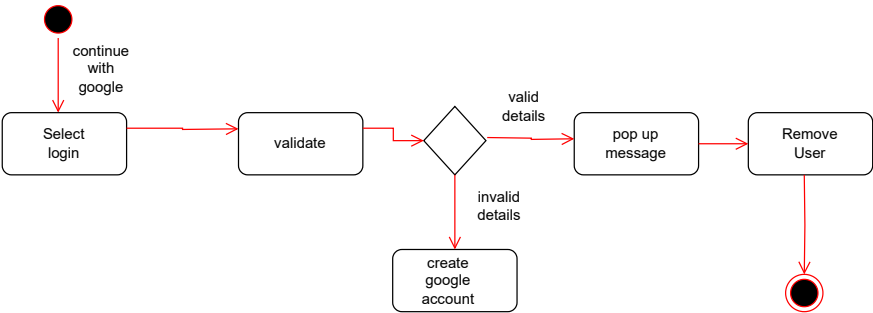 continue
with
google
Select
login
validate
valid
details
pop up
message
Remove
User
invalid
details
create
google
account